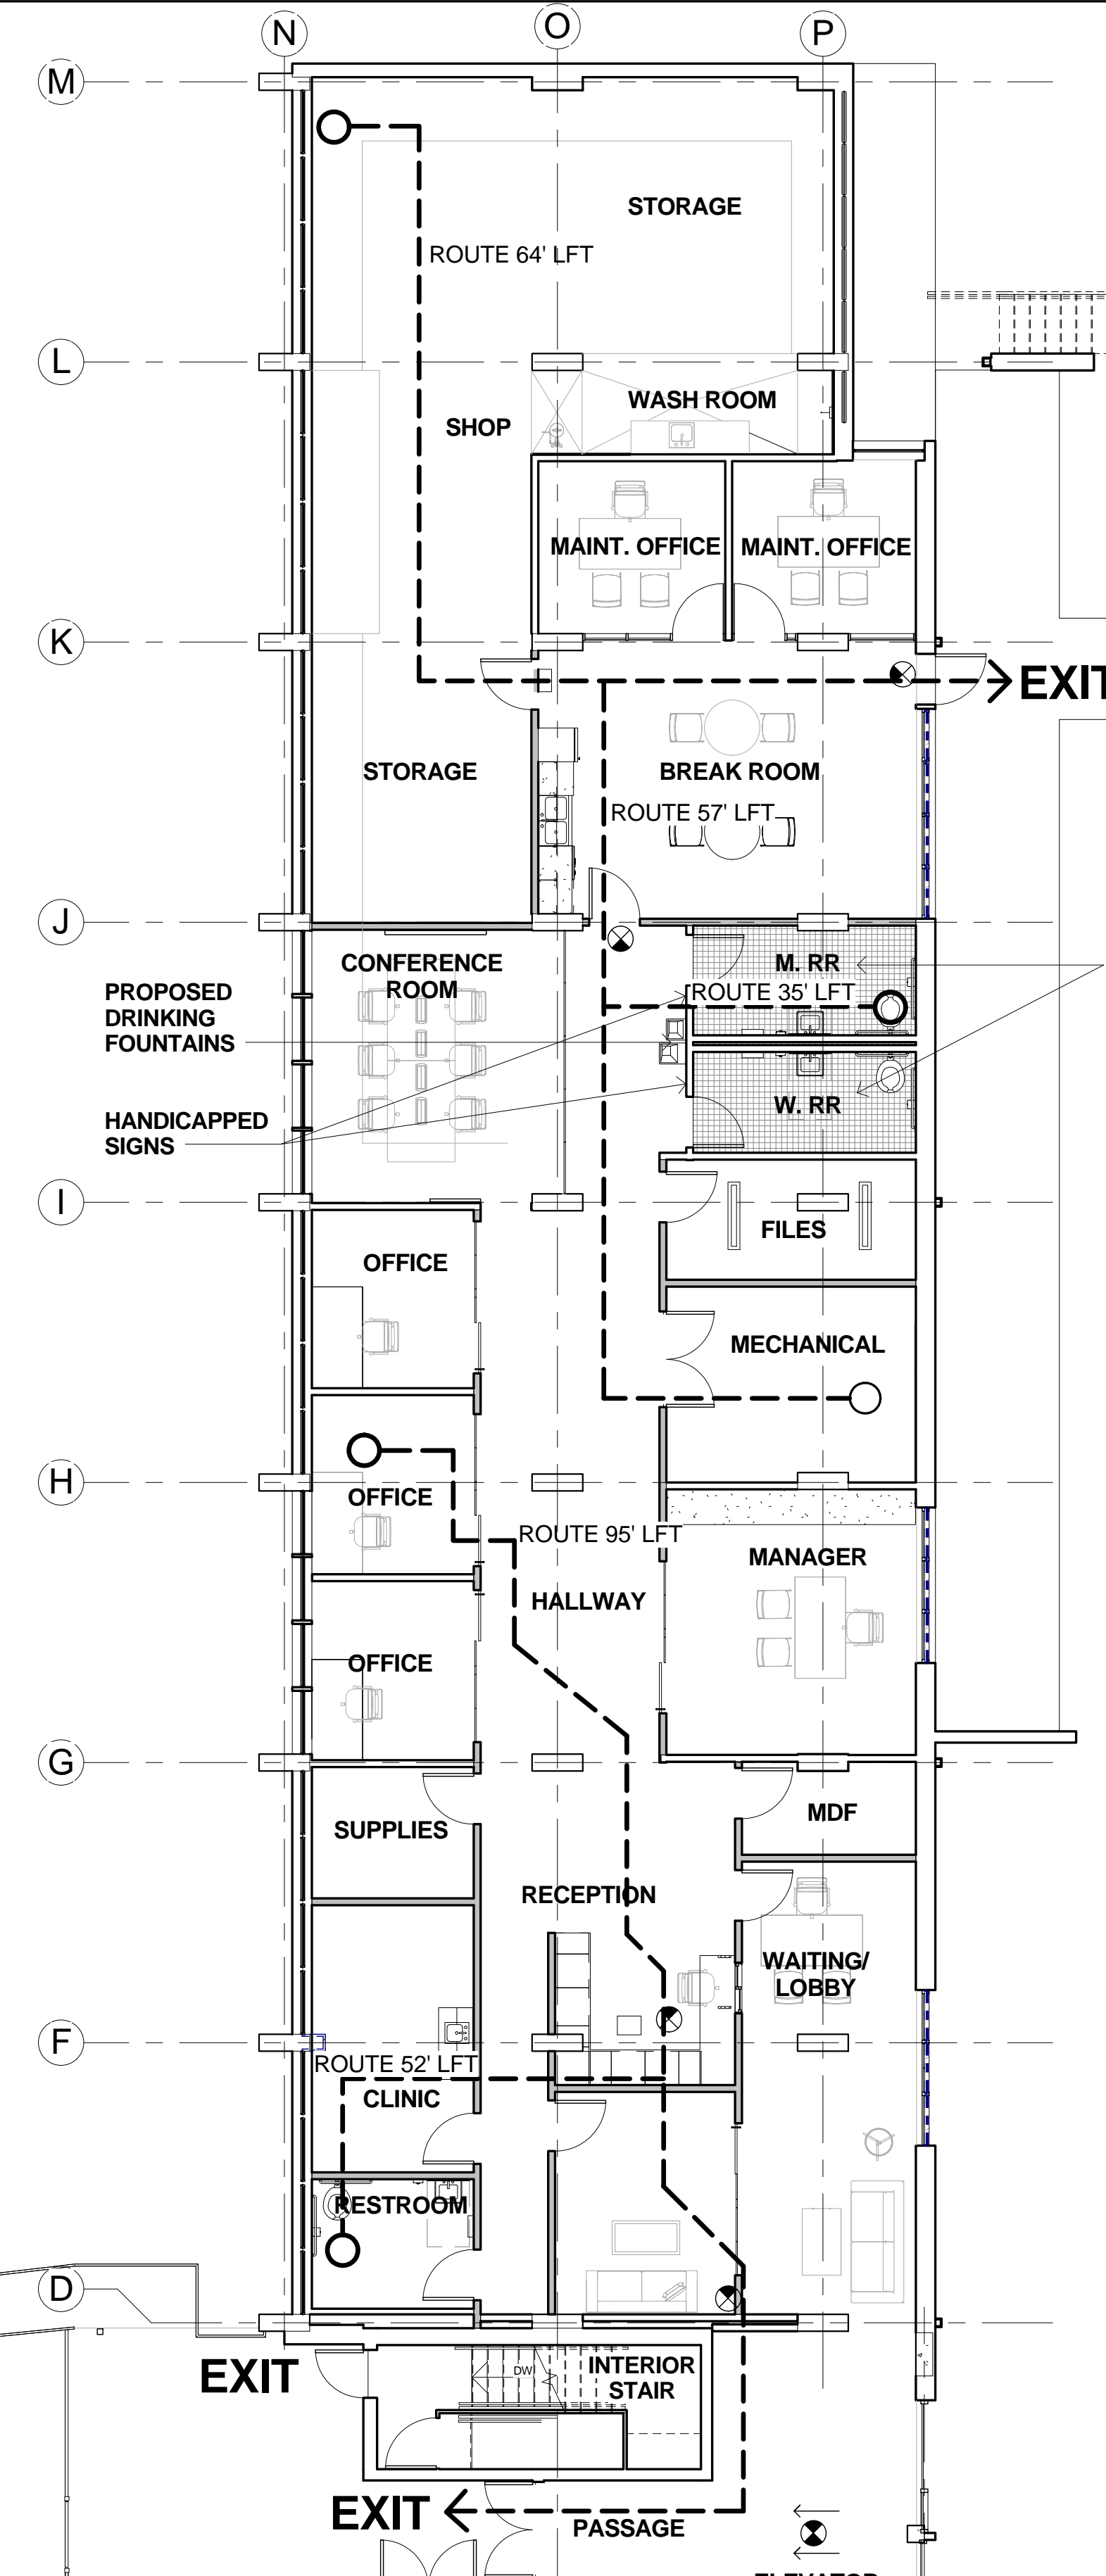 N
O
P
M
STORAGE
ROUTE 64' LFT
L
WASH ROOM
SHOP
MAINT. OFFICE
MAINT. OFFICE
K
EXIT
STORAGE
BREAK ROOM
ROUTE 57' LFT
J
CONFERENCE
ROOM
M. RR
ROUTE 35' LFT
PROPOSED
DRINKING
FOUNTAINS
HANDICAPPED
SIGNS
W. RR
I
FILES
OFFICE
MECHANICAL
H
OFFICE
ROUTE 95' LFT
MANAGER
HALLWAY
OFFICE
G
MDF
SUPPLIES
RECEPTION
WAITING/
LOBBY
F
ROUTE 52' LFT
CLINIC
RESTROOM
D
EXIT
DW
INTERIOR
STAIR
EXIT
PASSAGE
ELEVATOR